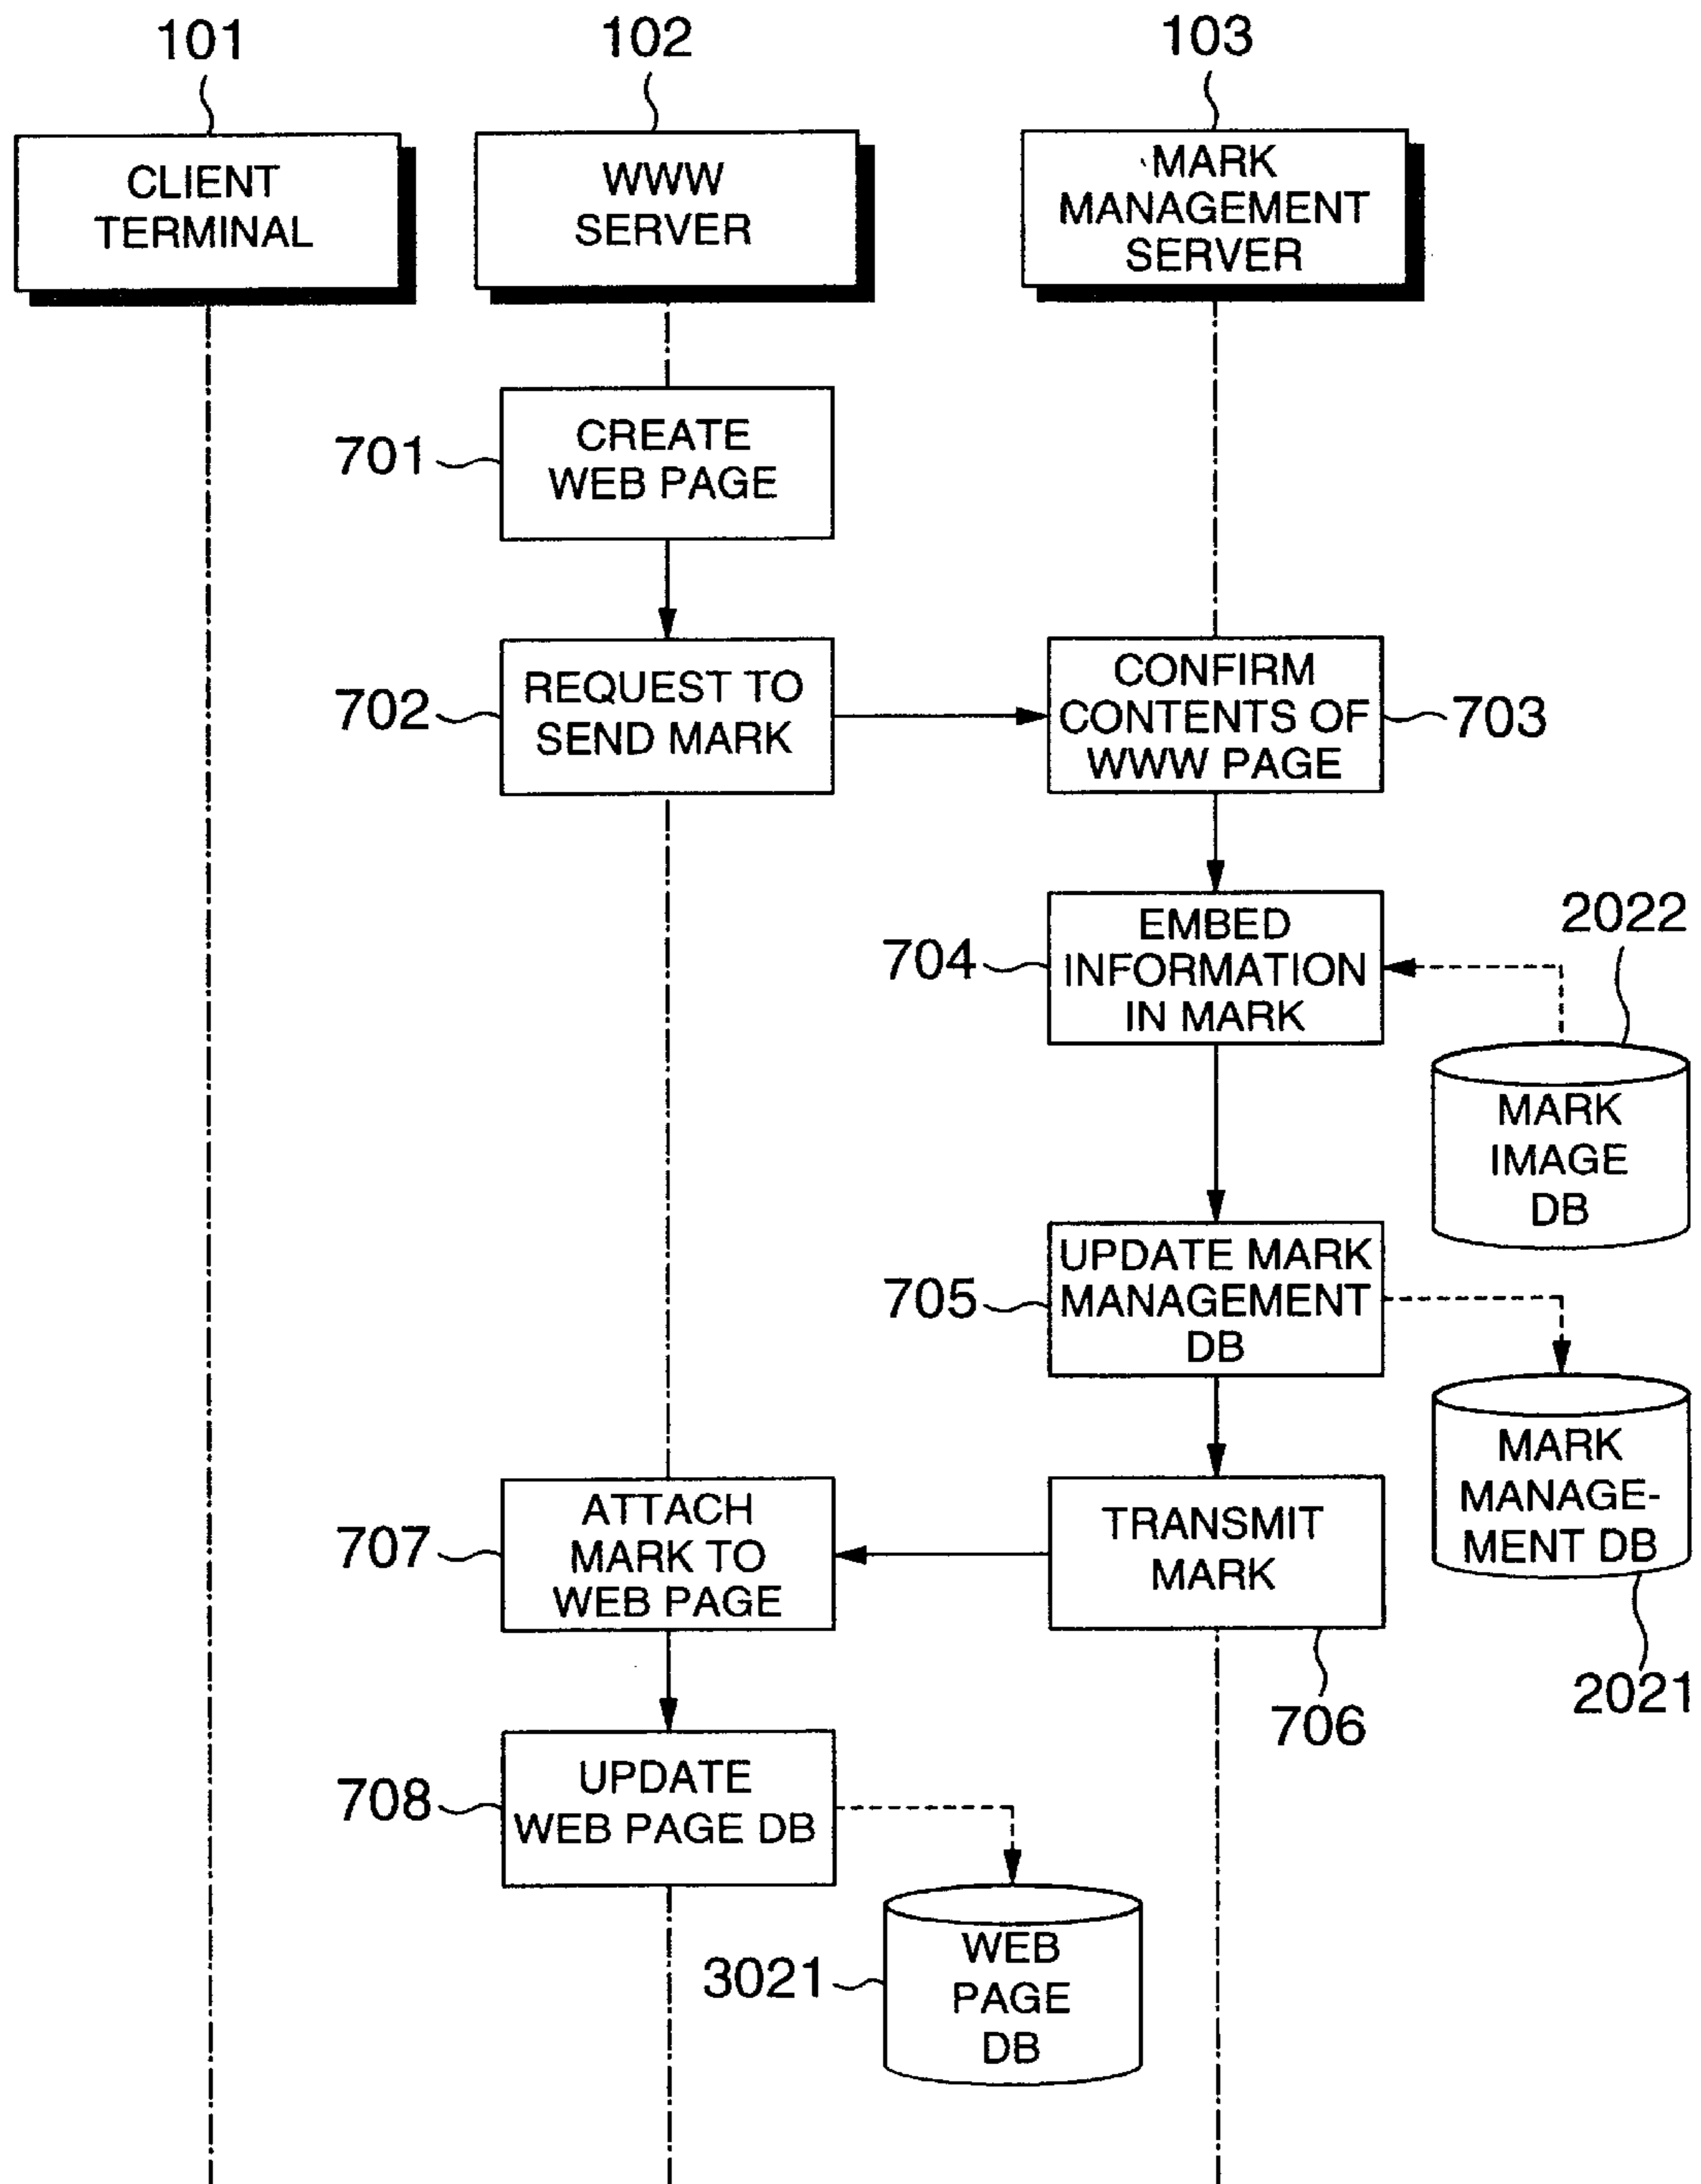 101
102
103
CLIENT
TERMINAL
WWW
SERVER
MARK
MANAGEMENT
SERVER
701
CREATE
WEB PAGE
702
REQUEST TO
SEND MARK
CONFIRM
CONTENTS OF
WWW PAGE
703
704
EMBED
INFORMATION
IN MARK
2022
MARK
IMAGE
DB
705
UPDATE MARK
MANAGEMENT
DB
MARK
MANAGE-
MENT DB
2021
707
ATTACH
MARK TO
WEB PAGE
TRANSMIT
MARK
706
708
UPDATE
WEB PAGE DB
3021
WEB
PAGE
DB